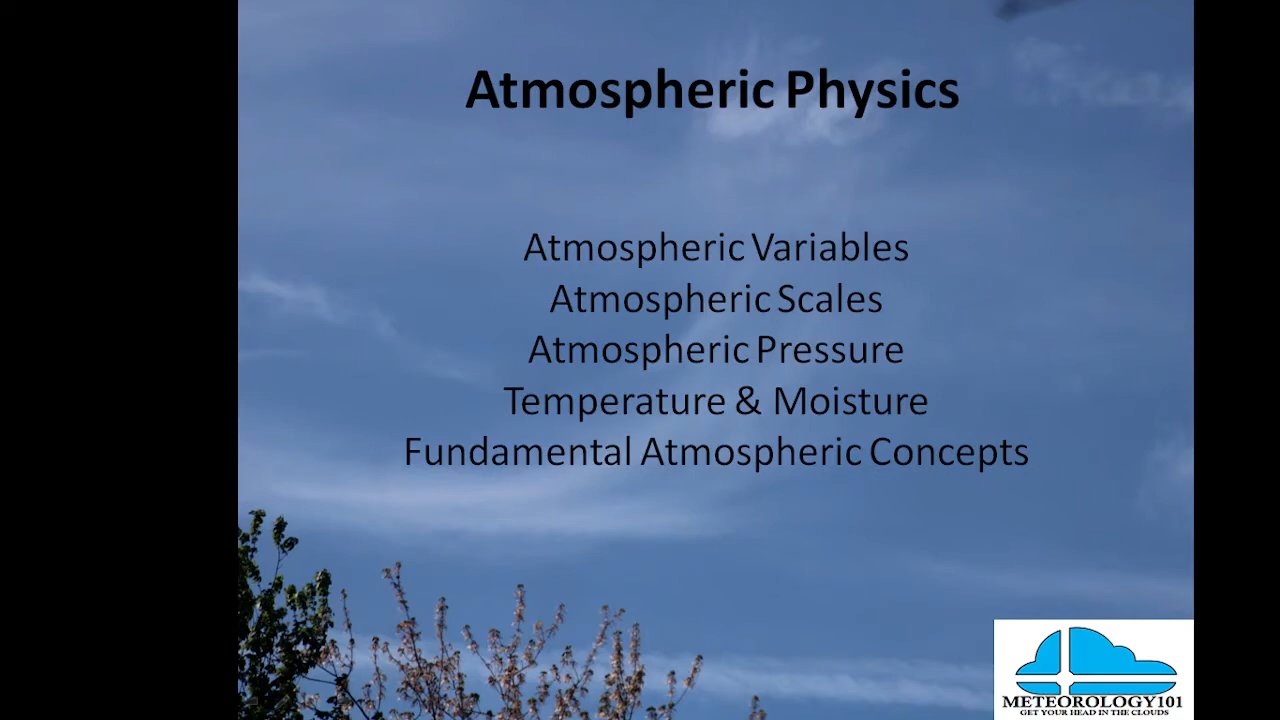 Atmospheric Physics
Atmospheric Variables
Atmospheric Scales
Atmospheric Pressure
Temperature & Moisture
Fundamental Atmospheric Concepts
METEOROLOGY101
GET YOUR HEAD IN THE CLOUDS